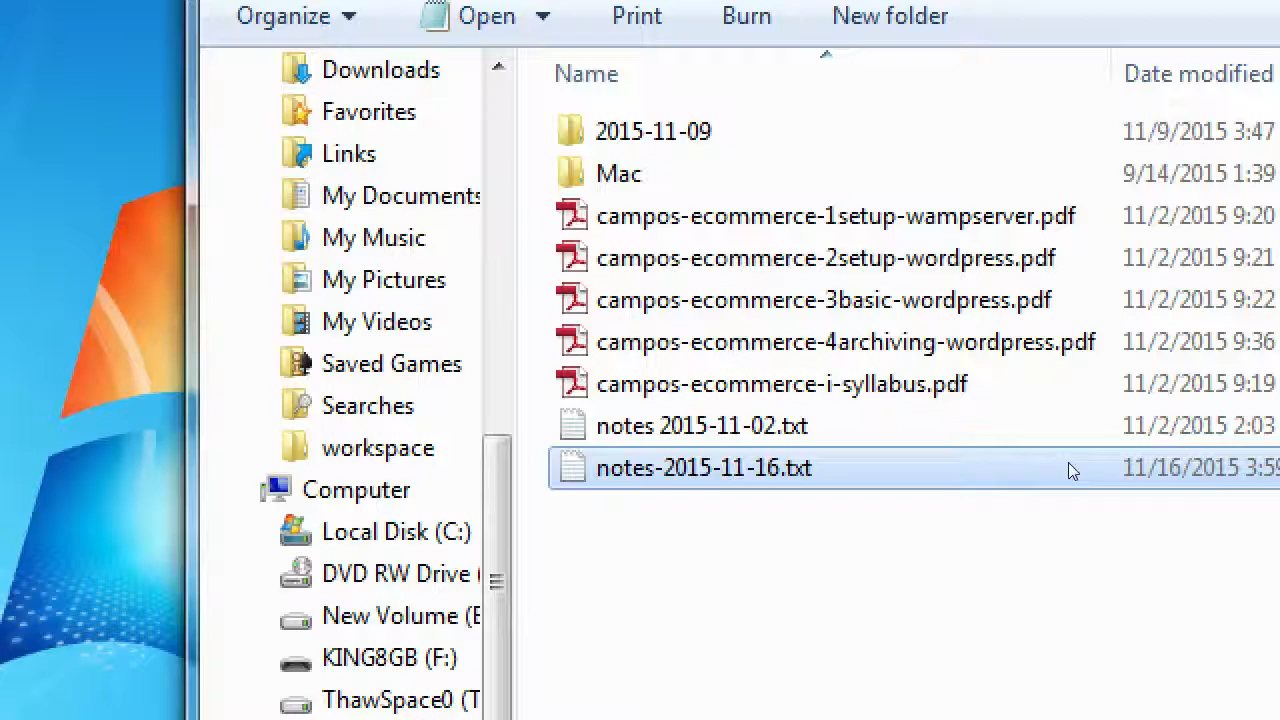 Organize Open Print Burn New folder
Downloads
Favorites
Links
My Documents
My Music
My Pictures
My Videos
Saved Games
Searches
workspace
Computer
Local Disk (C:)
DVD RW Drive (
New Volume (E
KING8GB (F:)
ThawSpace0 (T
Name Date modified
2015-11-09 11/9/2015 3:47
Mac 9/14/2015 1:39
campos-ecommerce-1setup-wampserver.pdf 11/2/2015 9:20
campos-ecommerce-2setup-wordpress.pdf 11/2/2015 9:21
campos-ecommerce-3basic-wordpress.pdf 11/2/2015 9:22
campos-ecommerce-4archiving-wordpress.pdf 11/2/2015 9:36
campos-ecommerce-i-syllabus.pdf 11/2/2015 9:19
notes 2015-11-02.txt 11/2/2015 2:03
notes-2015-11-16.txt 11/16/2015 3:59